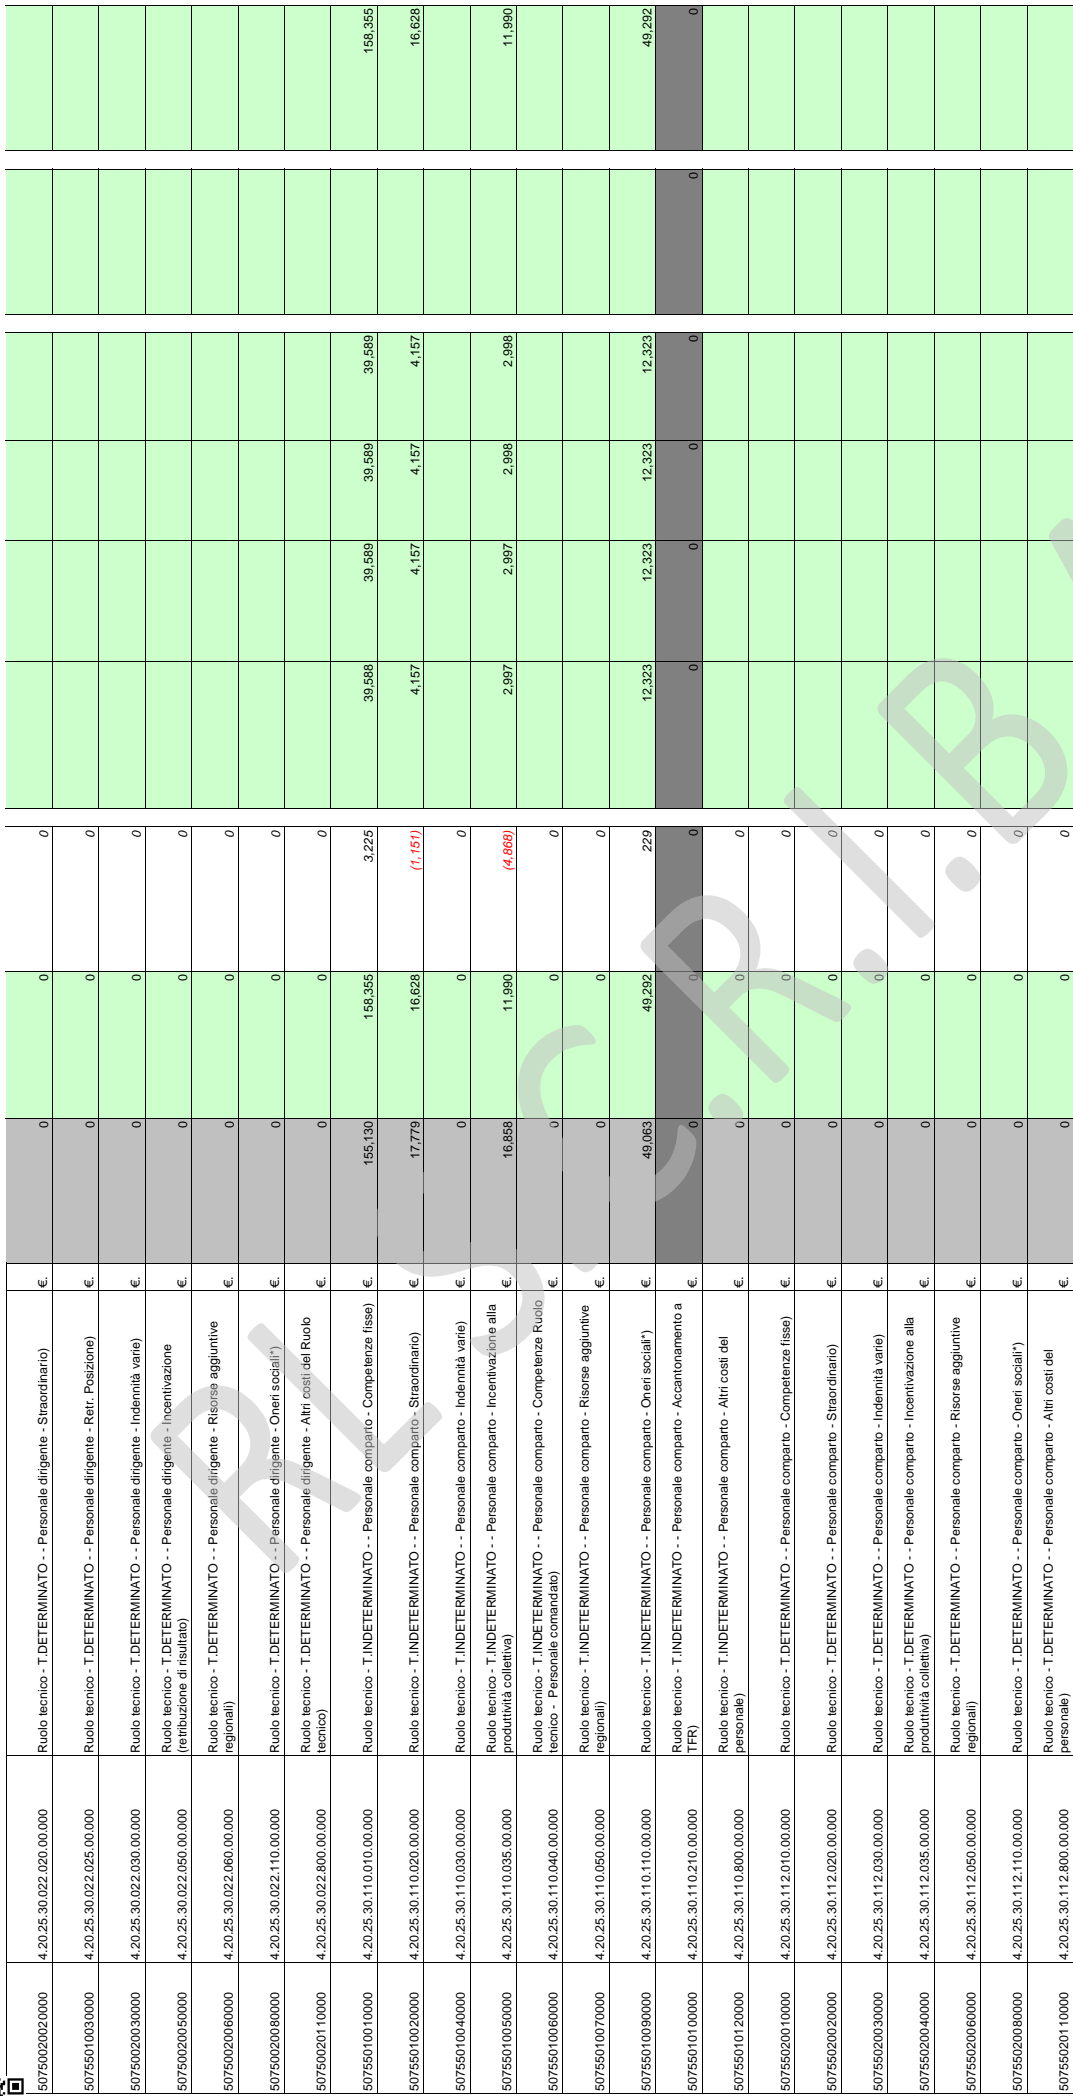 50750020020000 4.20.25.30.022.020.00.000 Ruolo tecnico - T.DETERMINATO - - Personale dirigente - Straordinario) €. 0 0 0
50755010030000 4.20.25.30.022.025.00.000 Ruolo tecnico - T.DETERMINATO - - Personale dirigente - Retr. Posizione) €. 0 0 0
50750020030000 4.20.25.30.022.030.00.000 Ruolo tecnico - T.DETERMINATO - - Personale dirigente - Indennità varie) €. 0 0 0
50750020050000 4.20.25.30.022.050.00.000 Ruolo tecnico - T.DETERMINATO - - Personale dirigente - Incentivazione
(retribuzione di risultato) €. 0 0 0
50750020060000 4.20.25.30.022.060.00.000 Ruolo tecnico - T.DETERMINATO - - Personale dirigente - Risorse aggiuntive
regionali) €. 0 0 0
50750020080000 4.20.25.30.022.110.00.000 Ruolo tecnico - T.DETERMINATO - - Personale dirigente - Oneri sociali*) €. 0 0 0
50750020110000 4.20.25.30.022.800.00.000 Ruolo tecnico - T.DETERMINATO - - Personale dirigente - Altri costi del Ruolo
tecnico) €. 0 0 0
50755010010000 4.20.25.30.110.010.00.000 Ruolo tecnico - T.INDETERMINATO - - Personale comparto - Competenze fisse) €. 155,130 158,355 3,225 39,588 39,589 39,589 39,589 158,355
50755010020000 4.20.25.30.110.020.00.000 Ruolo tecnico - T.INDETERMINATO - - Personale comparto - Straordinario) €. 17,779 16,628 (1,151) 4,157 4,157 4,157 4,157 16,628
50755010040000 4.20.25.30.110.030.00.000 Ruolo tecnico - T.INDETERMINATO - - Personale comparto - Indennità varie) €. 0 0 0
50755010050000 4.20.25.30.110.035.00.000 Ruolo tecnico - T.INDETERMINATO - - Personale comparto - Incentivazione alla
produttività collettiva) €. 16,858 11,990 (4,868) 2,997 2,997 2,998 2,998 11,990
50755010060000 4.20.25.30.110.040.00.000 Ruolo tecnico - T.INDETERMINATO - - Personale comparto - Competenze Ruolo
tecnico - Personale comandato) €. 0 0 0
50755010070000 4.20.25.30.110.050.00.000 Ruolo tecnico - T.INDETERMINATO - - Personale comparto - Risorse aggiuntive
regionali) €. 0 0 0
50755010090000 4.20.25.30.110.110.00.000 Ruolo tecnico - T.INDETERMINATO - - Personale comparto - Oneri sociali*) €. 49,063 49,292 229 12,323 12,323 12,323 12,323 49,292
50755010100000 4.20.25.30.110.210.00.000 Ruolo tecnico - T.INDETERMINATO - - Personale comparto - Accantonamento a
TFR) €. 0 0 0 0 0 0 0 0 0
50755010120000 4.20.25.30.110.800.00.000 Ruolo tecnico - T.INDETERMINATO - - Personale comparto - Altri costi del
personale) €. 0 0 0
50755020010000 4.20.25.30.112.010.00.000 Ruolo tecnico - T.DETERMINATO - - Personale comparto - Competenze fisse) €. 0 0 0
50755020020000 4.20.25.30.112.020.00.000 Ruolo tecnico - T.DETERMINATO - - Personale comparto - Straordinario) €. 0 0 0
50755020030000 4.20.25.30.112.030.00.000 Ruolo tecnico - T.DETERMINATO - - Personale comparto - Indennità varie) €. 0 0 0
50755020040000 4.20.25.30.112.035.00.000 Ruolo tecnico - T.DETERMINATO - - Personale comparto - Incentivazione alla
produttività collettiva) €. 0 0 0
50755020060000 4.20.25.30.112.050.00.000 Ruolo tecnico - T.DETERMINATO - - Personale comparto - Risorse aggiuntive
regionali) €. 0 0 0
50755020080000 4.20.25.30.112.110.00.000 Ruolo tecnico - T.DETERMINATO - - Personale comparto - Oneri sociali*) €. 0 0 0
50755020110000 4.20.25.30.112.800.00.000 Ruolo tecnico - T.DETERMINATO - - Personale comparto - Altri costi del
personale) €. 0 0 0
RL S.C.R.I.B.